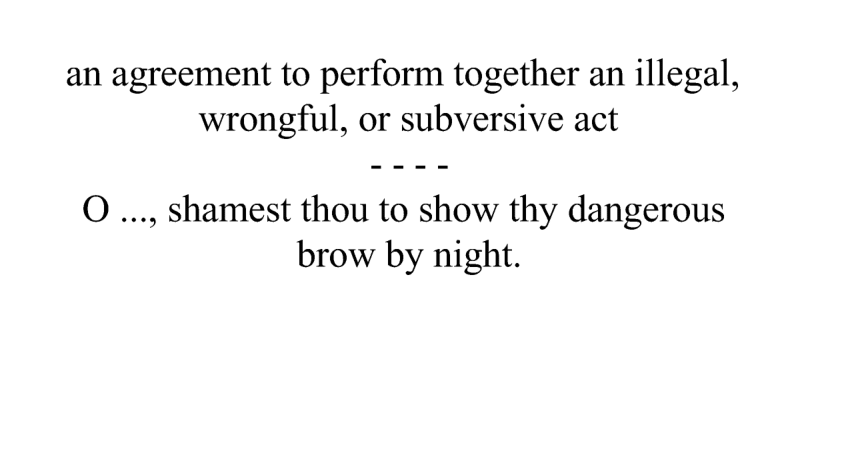 an agreement to perform together an illegal,
wrongful, or subversive act
- - - -
O ..., shamest thou to show thy dangerous
brow by night.